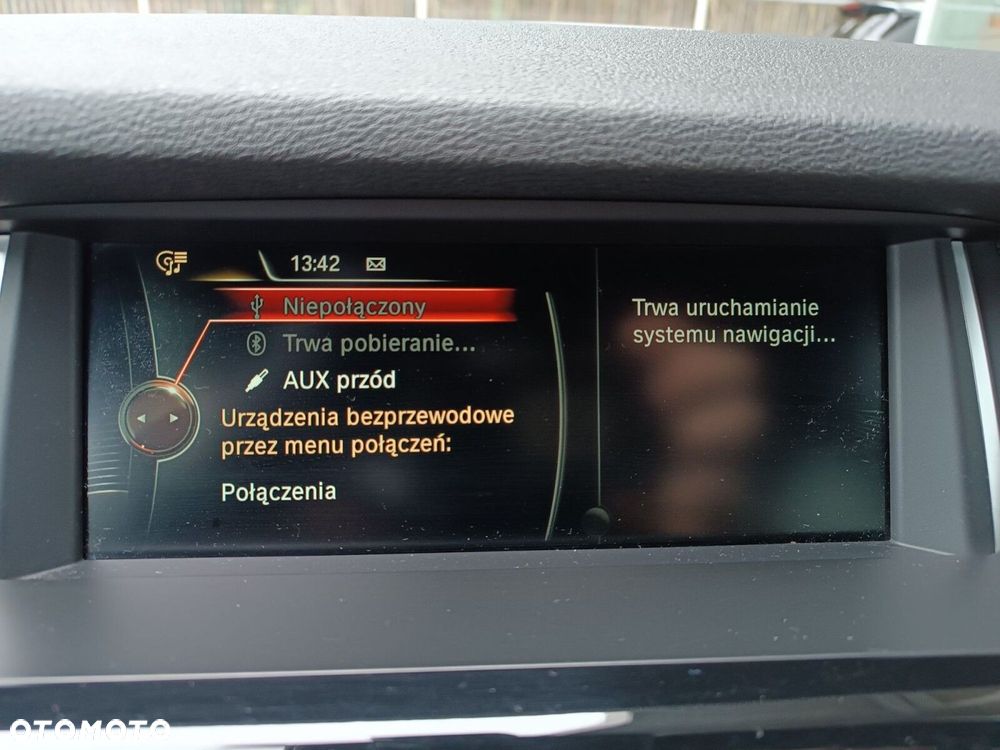 13:42
Niepołączony
Trwa pobieranie...
AUX przód
Urządzenia bezprzewodowe
przez menu połączeń:
Połączenia
Trwa uruchamianie
systemu nawigacji...
OTOMOTO